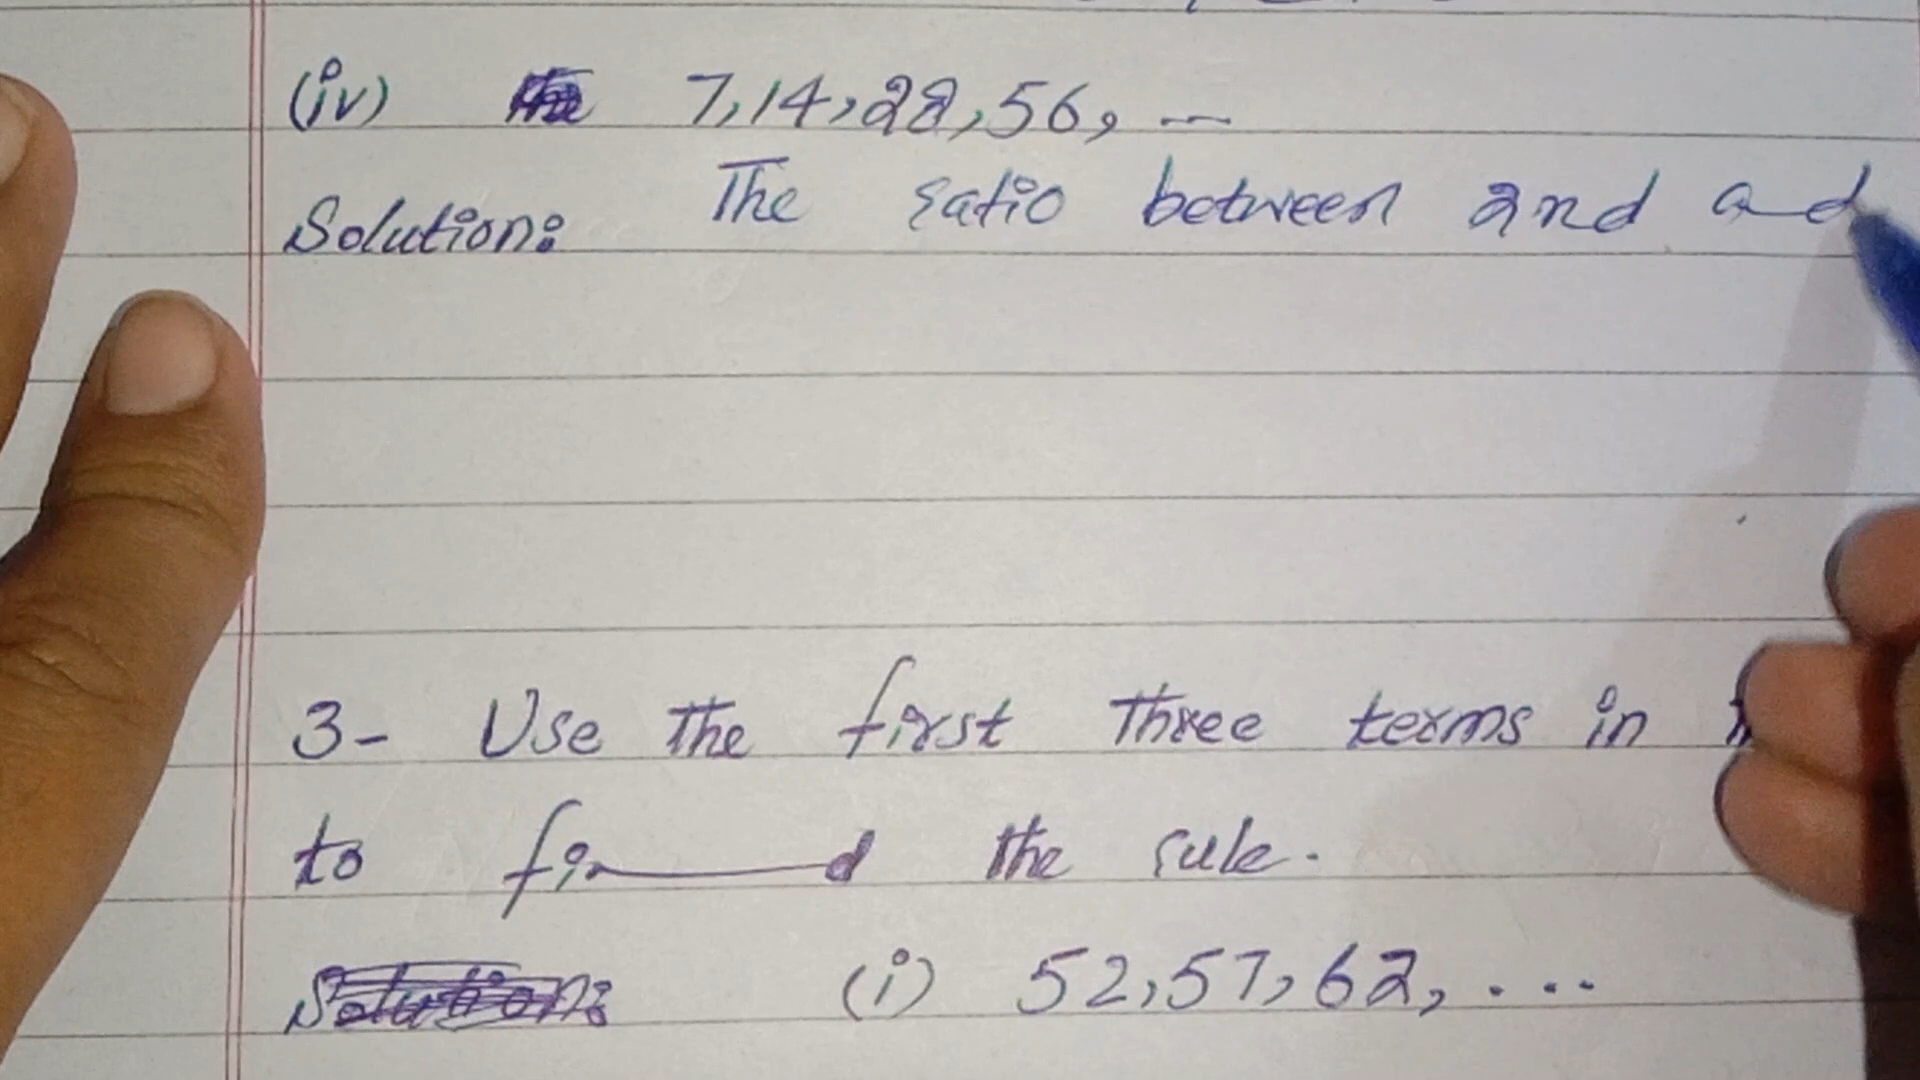 (iv) 7,14,28,56, ...
Solution: The ratio between 2nd and
3- Use the first three terms in
to find the rule.
Solution: (i) 52,57,62, ...